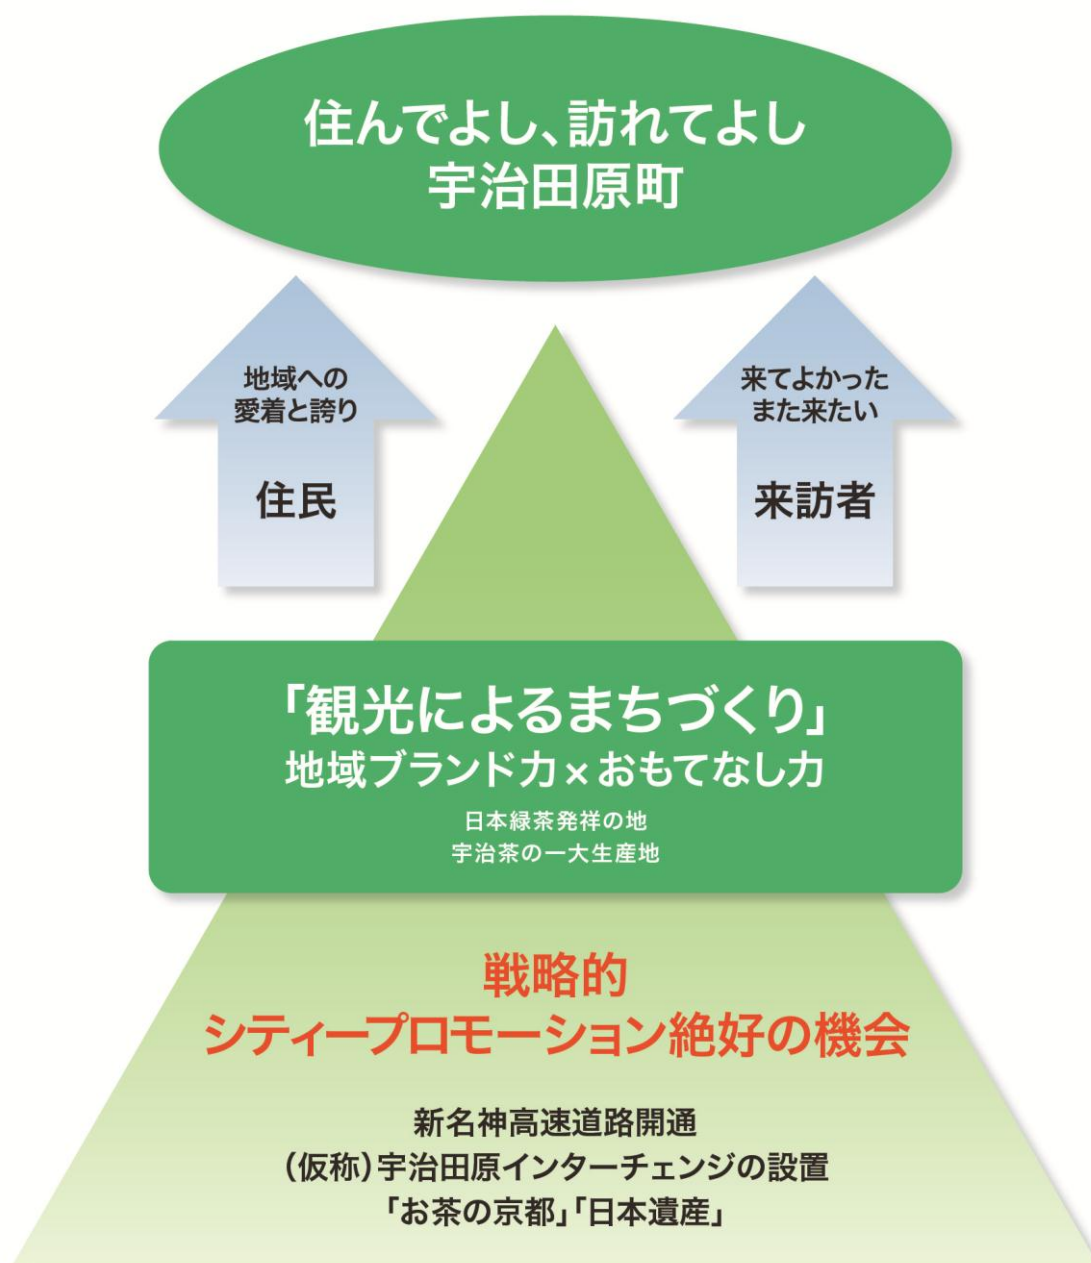 住んでよし、訪れてよし
宇治田原町
地域への
愛着と誇り
住民
来てよかった
また来たい
来訪者
「観光によるまちづくり」
地域ブランド力×おもてなし力
日本緑茶発祥の地
宇治茶の一大生産地
戦略的
シティープロモーション絶好の機会
新名神高速道路開通
（仮称）宇治田原インターチェンジの設置
「お茶の京都」「日本遺産」